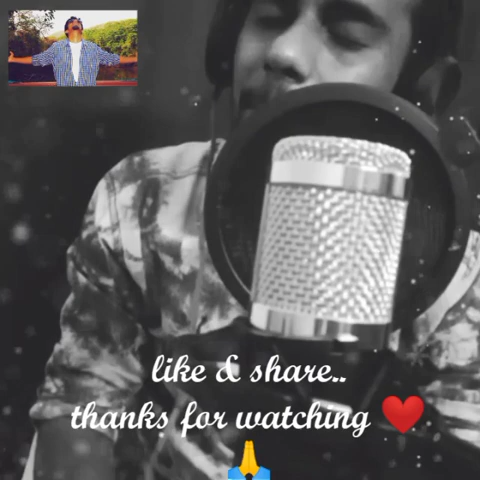 like & share..
thanks for watching ❤️
🙏